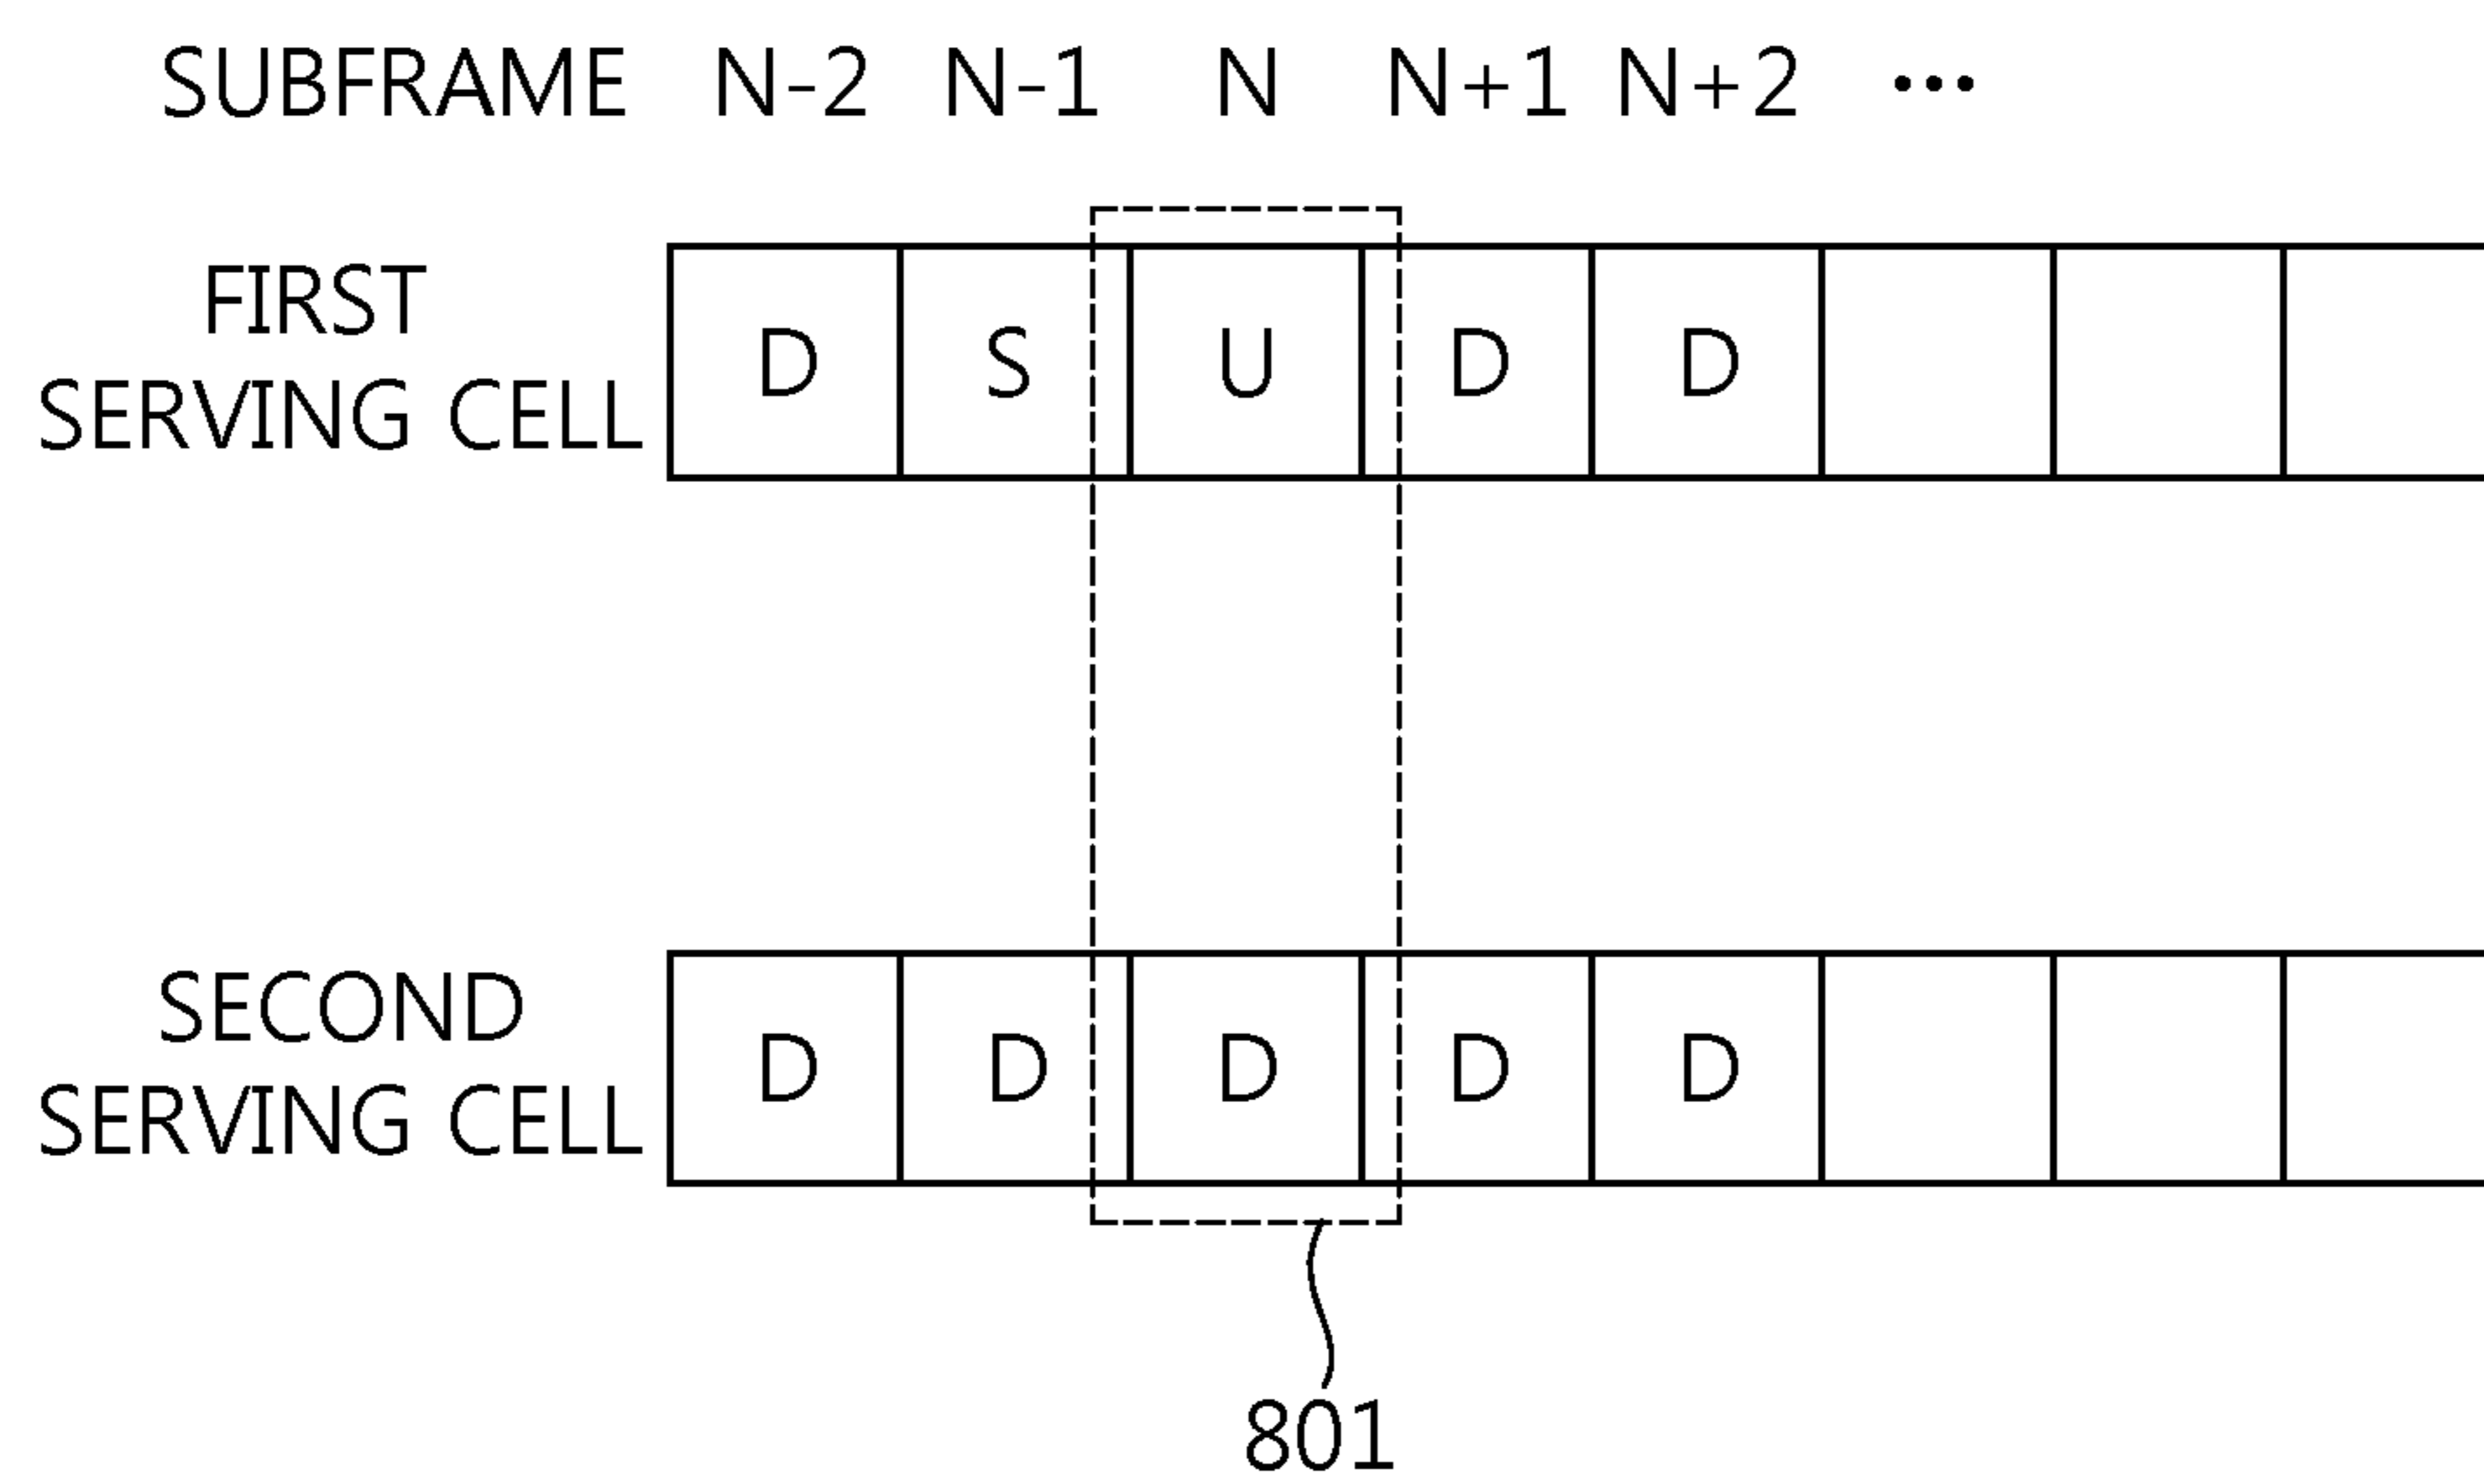 SUBFRAME N-2 N-1 N N+1 N+2 •••
FIRST
SERVING CELL
D S U D D
SECOND
SERVING CELL
D D D D D
801